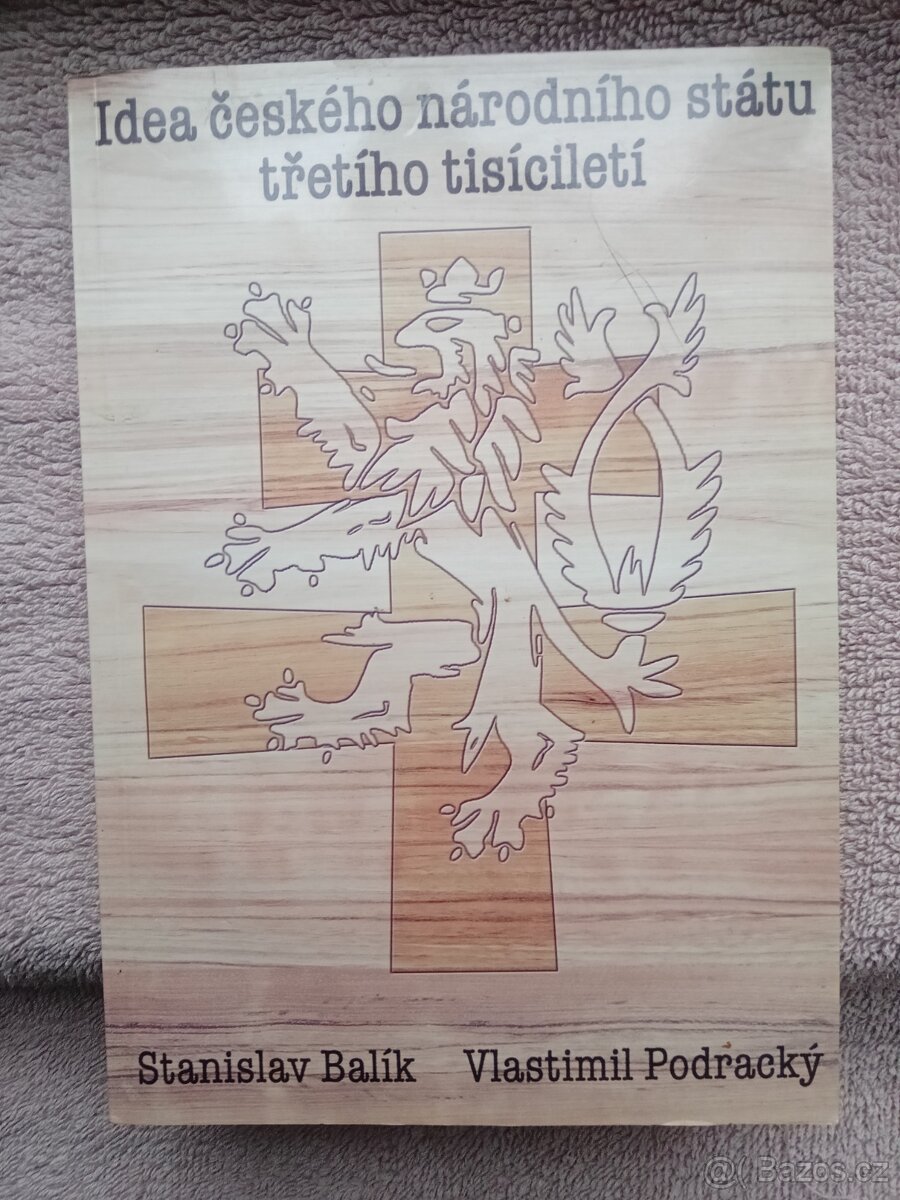 Idea českého národního státu
třetího tisíciletí
Stanislav Balík Vlastimil Podracký
@( Bazos.cz